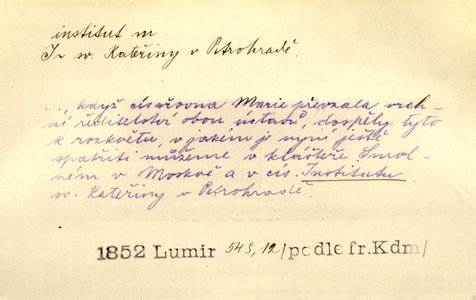 institut m.
I. sv. Kateřiny v Petrohradě.
..., když císařovna Marie převzala vrch-
ní ředitelství obou ústavů, dospěly tyto
k rozkvětu, v jakém je nyní ještě
spatřiti můžeme v klášteře Smol-
ném v Moskvě a v cís. Institutu
sv. Kateřiny v Petrohradě.
1852 Lumír 545, 12/podle fr.Kdm/